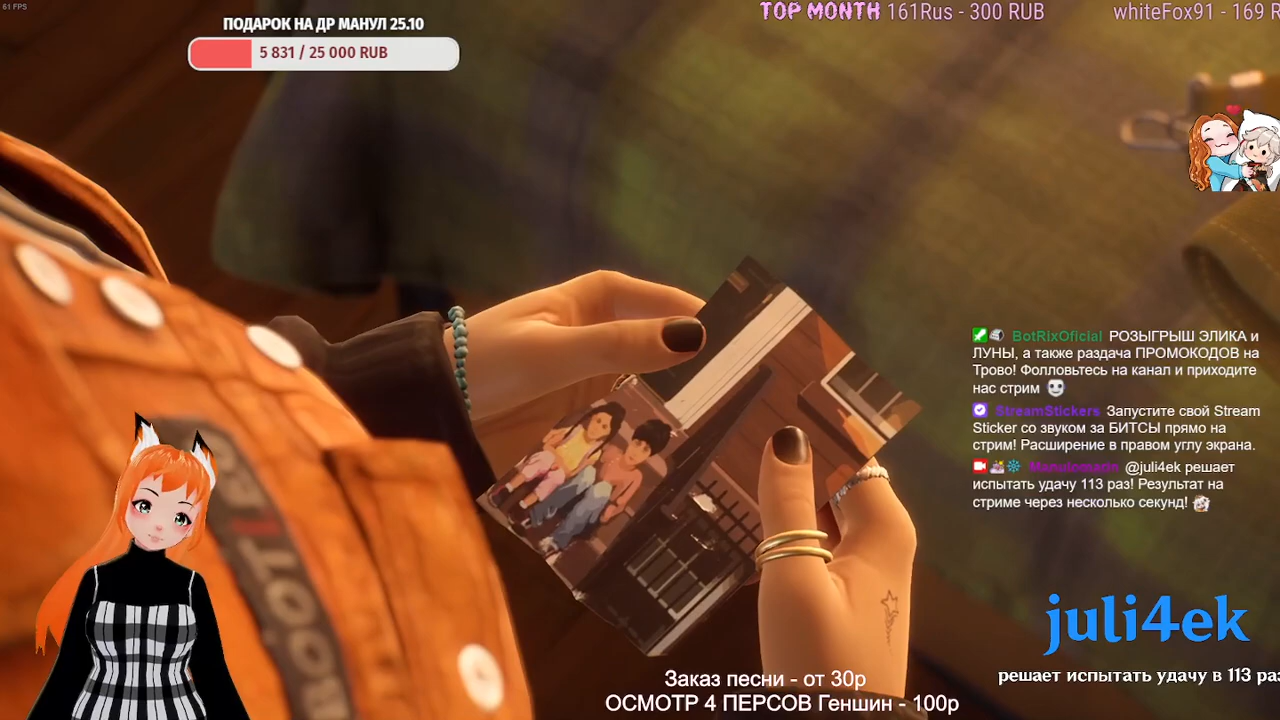 61 FPS
ПОДАРОК НА ДР МАНУЛ 25.10
5 831 / 25 000 RUB
TOP MONTH 161Rus - 300 RUB
whiteFox91 - 169 R
BotRixOficial РОЗЫГРЫШ ЭЛИКА и
ЛУНЫ, а также раздача ПРОМОКОДОВ на
Трово! Фолловьтесь на канал и приходите
нас стрим
StreamStickers Запустите свой Stream
Sticker со звуком за БИТСЫ прямо на
стрим! Расширение в правом углу экрана.
Manulomarin @juli4ek решает
испытать удачу 113 раз! Результат на
стриме через несколько секунд!
juli4ek
решает испытать удачу в 113 раз
Заказ песни - от 30р
ОСМОТР 4 ПЕРСОВ Геншин - 100р